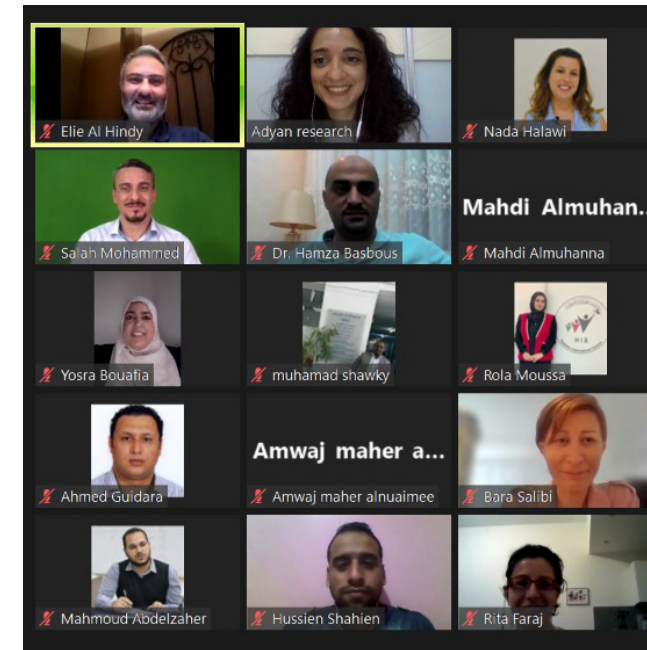 Elie Al Hindy
Adyan research
Nada Halawi
Salah Mohammed
Dr. Hamza Basbous
Mahdi Almuhan...
Mahdi Almuhanna
Yosra Bouafia
muhamad shawky
HIS
Rola Moussa
Ahmed Guidara
Amwaj maher a...
Amwaj maher alnuaimee
Bara Salibi
Mahmoud Abdelzaher
Hussien Shahien
Rita Faraj